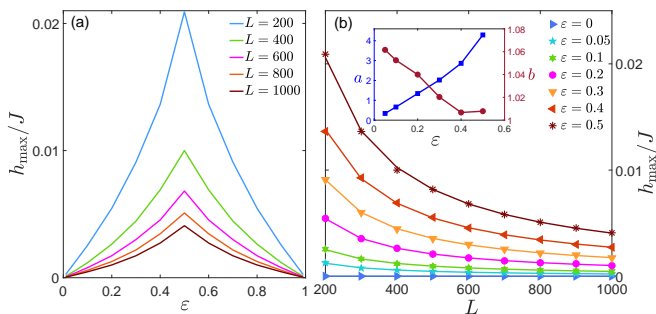 (a)
L = 200
L = 400
L = 600
L = 800
L = 1000
h_max/J
0.02
0.01
0
0 0.2 0.4 0.6 0.8 1
ε
(b)
a
4
3
2
1
0
0 0.2 0.4 0.6
ε
1.08
1.06
1.04
1.02
1
b
ε = 0
ε = 0.05
ε = 0.1
ε = 0.2
ε = 0.3
ε = 0.4
ε = 0.5
0.02
0.01
0
h_max/J
200 400 600 800 1000
L